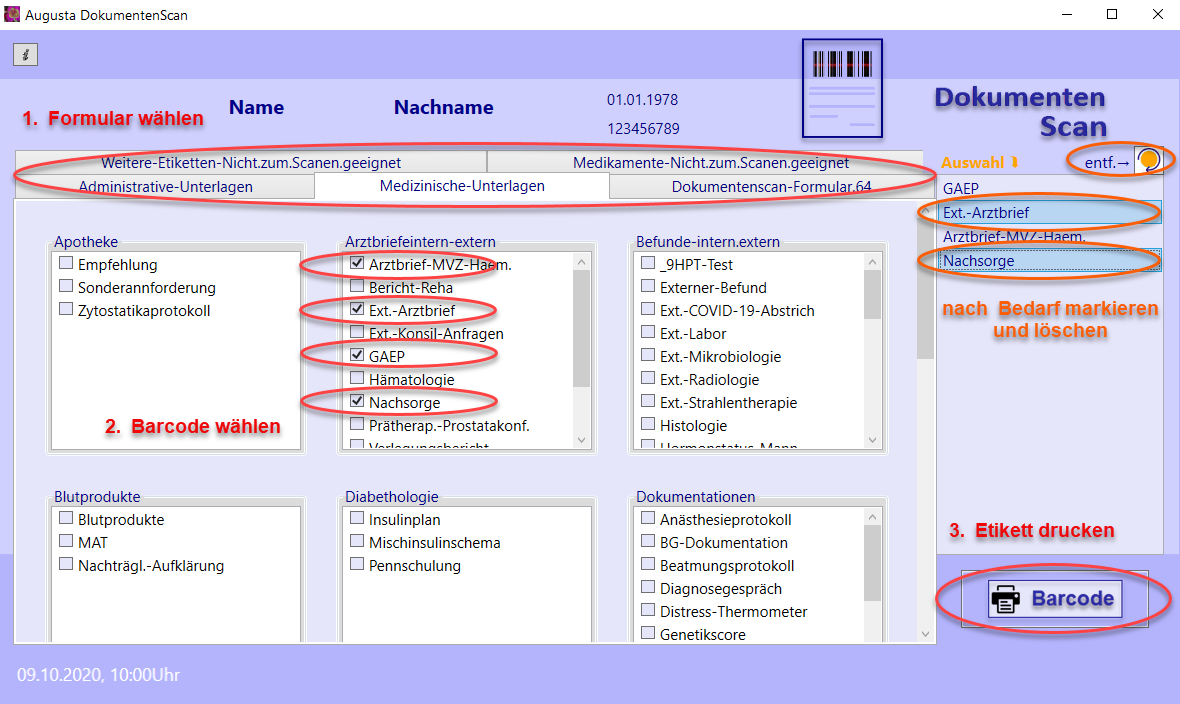 Augusta DokumentenScan
i
Name
Nachname
01.01.1978
123456789
Dokumenten
Scan
1. Formular wählen
Weitere-Etiketten-Nicht.zum.Scanen.geeignet
Medikamente-Nicht.zum.Scanen.geeignet
Administrative-Unterlagen
Medizinische-Unterlagen
Dokumentenscan-Formular.64
Auswahl ⤵
entf.→
GAEP
Ext.-Arztbrief
Arztbrief-MVZ-Haem.
Nachsorge
nach Bedarf markieren
und löschen
Apotheke
Empfehlung
Sonderannforderung
Zytostatikaprotokoll
2. Barcode wählen
Arztbriefeintern-extern
Arztbrief-MVZ-Haem.
Bericht-Reha
Ext.-Arztbrief
Ext.-Konsil-Anfragen
GAEP
Hämatologie
Nachsorge
Prätherap.-Prostatakonf.
Verlegungsbericht
Befunde-intern.extern
_9HPT-Test
Externer-Befund
Ext.-COVID-19-Abstrich
Ext.-Labor
Ext.-Mikrobiologie
Ext.-Radiologie
Ext.-Strahlentherapie
Histologie
Hormonstatus-Mann
Blutprodukte
Blutprodukte
MAT
Nachträgl.-Aufklärung
Diabethologie
Insulinplan
Mischinsulinschema
Pennschulung
Dokumentationen
Anästhesieprotokoll
BG-Dokumentation
Beatmungsprotokoll
Diagnosegespräch
Distress-Thermometer
Genetikscore
3. Etikett drucken
Barcode
09.10.2020, 10:00Uhr